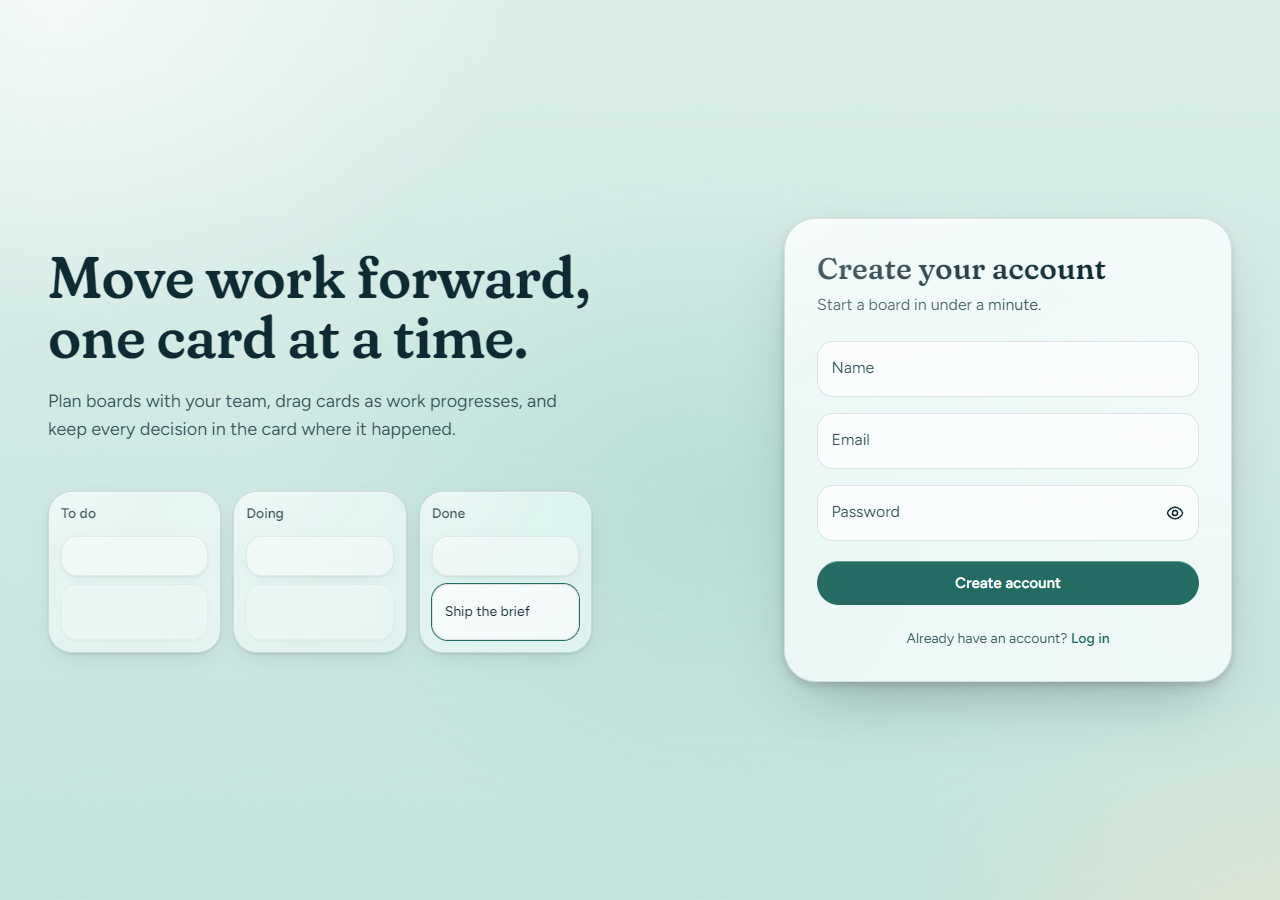 Move work forward,
one card at a time.
Plan boards with your team, drag cards as work progresses, and
keep every decision in the card where it happened.
To do
Doing
Done
Ship the brief
Create your account
Start a board in under a minute.
Name
Email
Password
Create account
Already have an account? Log in